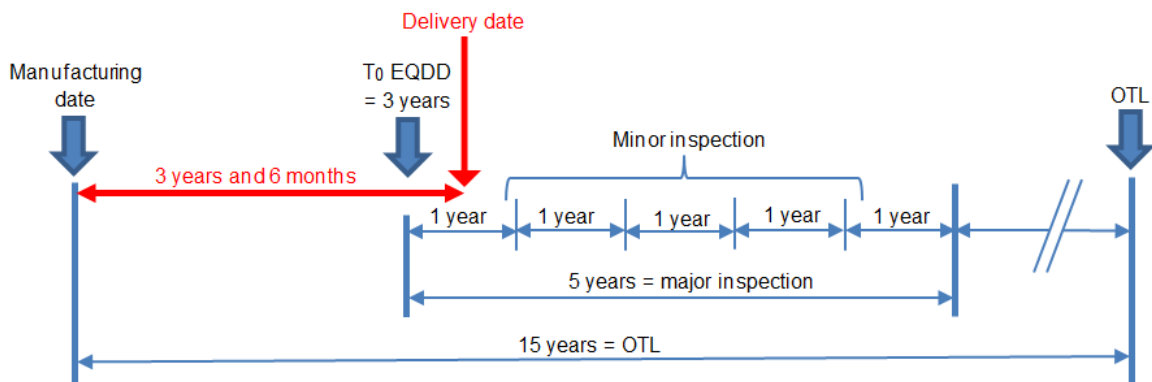 Delivery date
Manufacturing
date
T0 EQDD
= 3 years
OTL
Minor inspection
3 years and 6 months
1 year
1 year
1 year
1 year
1 year
5 years = major inspection
15 years = OTL